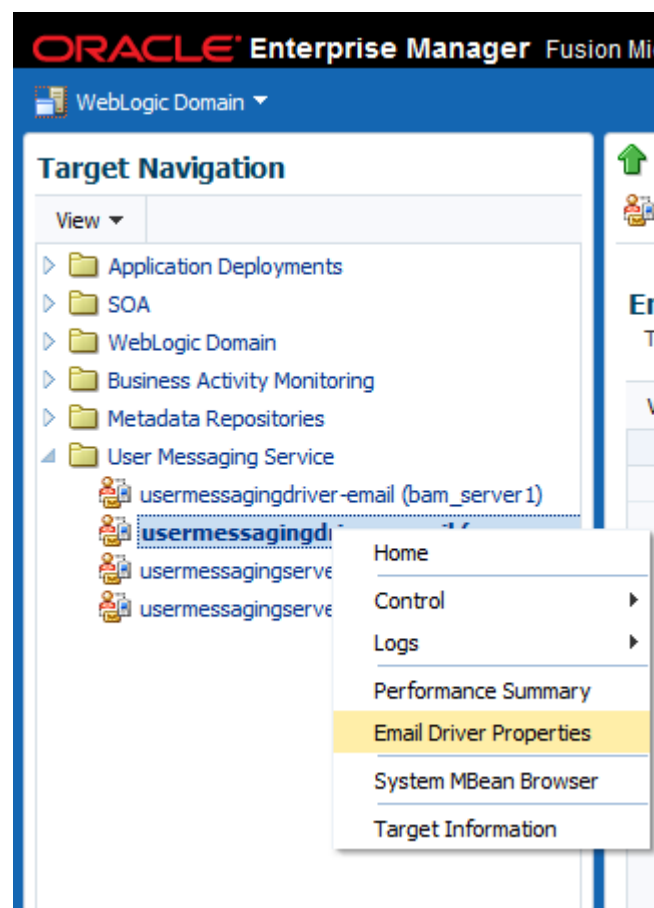 ORACLE Enterprise Manager Fusion Mi
WebLogic Domain
Target Navigation
View
Application Deployments
SOA
WebLogic Domain
Business Activity Monitoring
Metadata Repositories
User Messaging Service
usermessagingdriver-email (bam_server1)
usermessagingd
usermessagingserve
usermessagingserve
Home
Control
Logs
Performance Summary
Email Driver Properties
System MBean Browser
Target Information